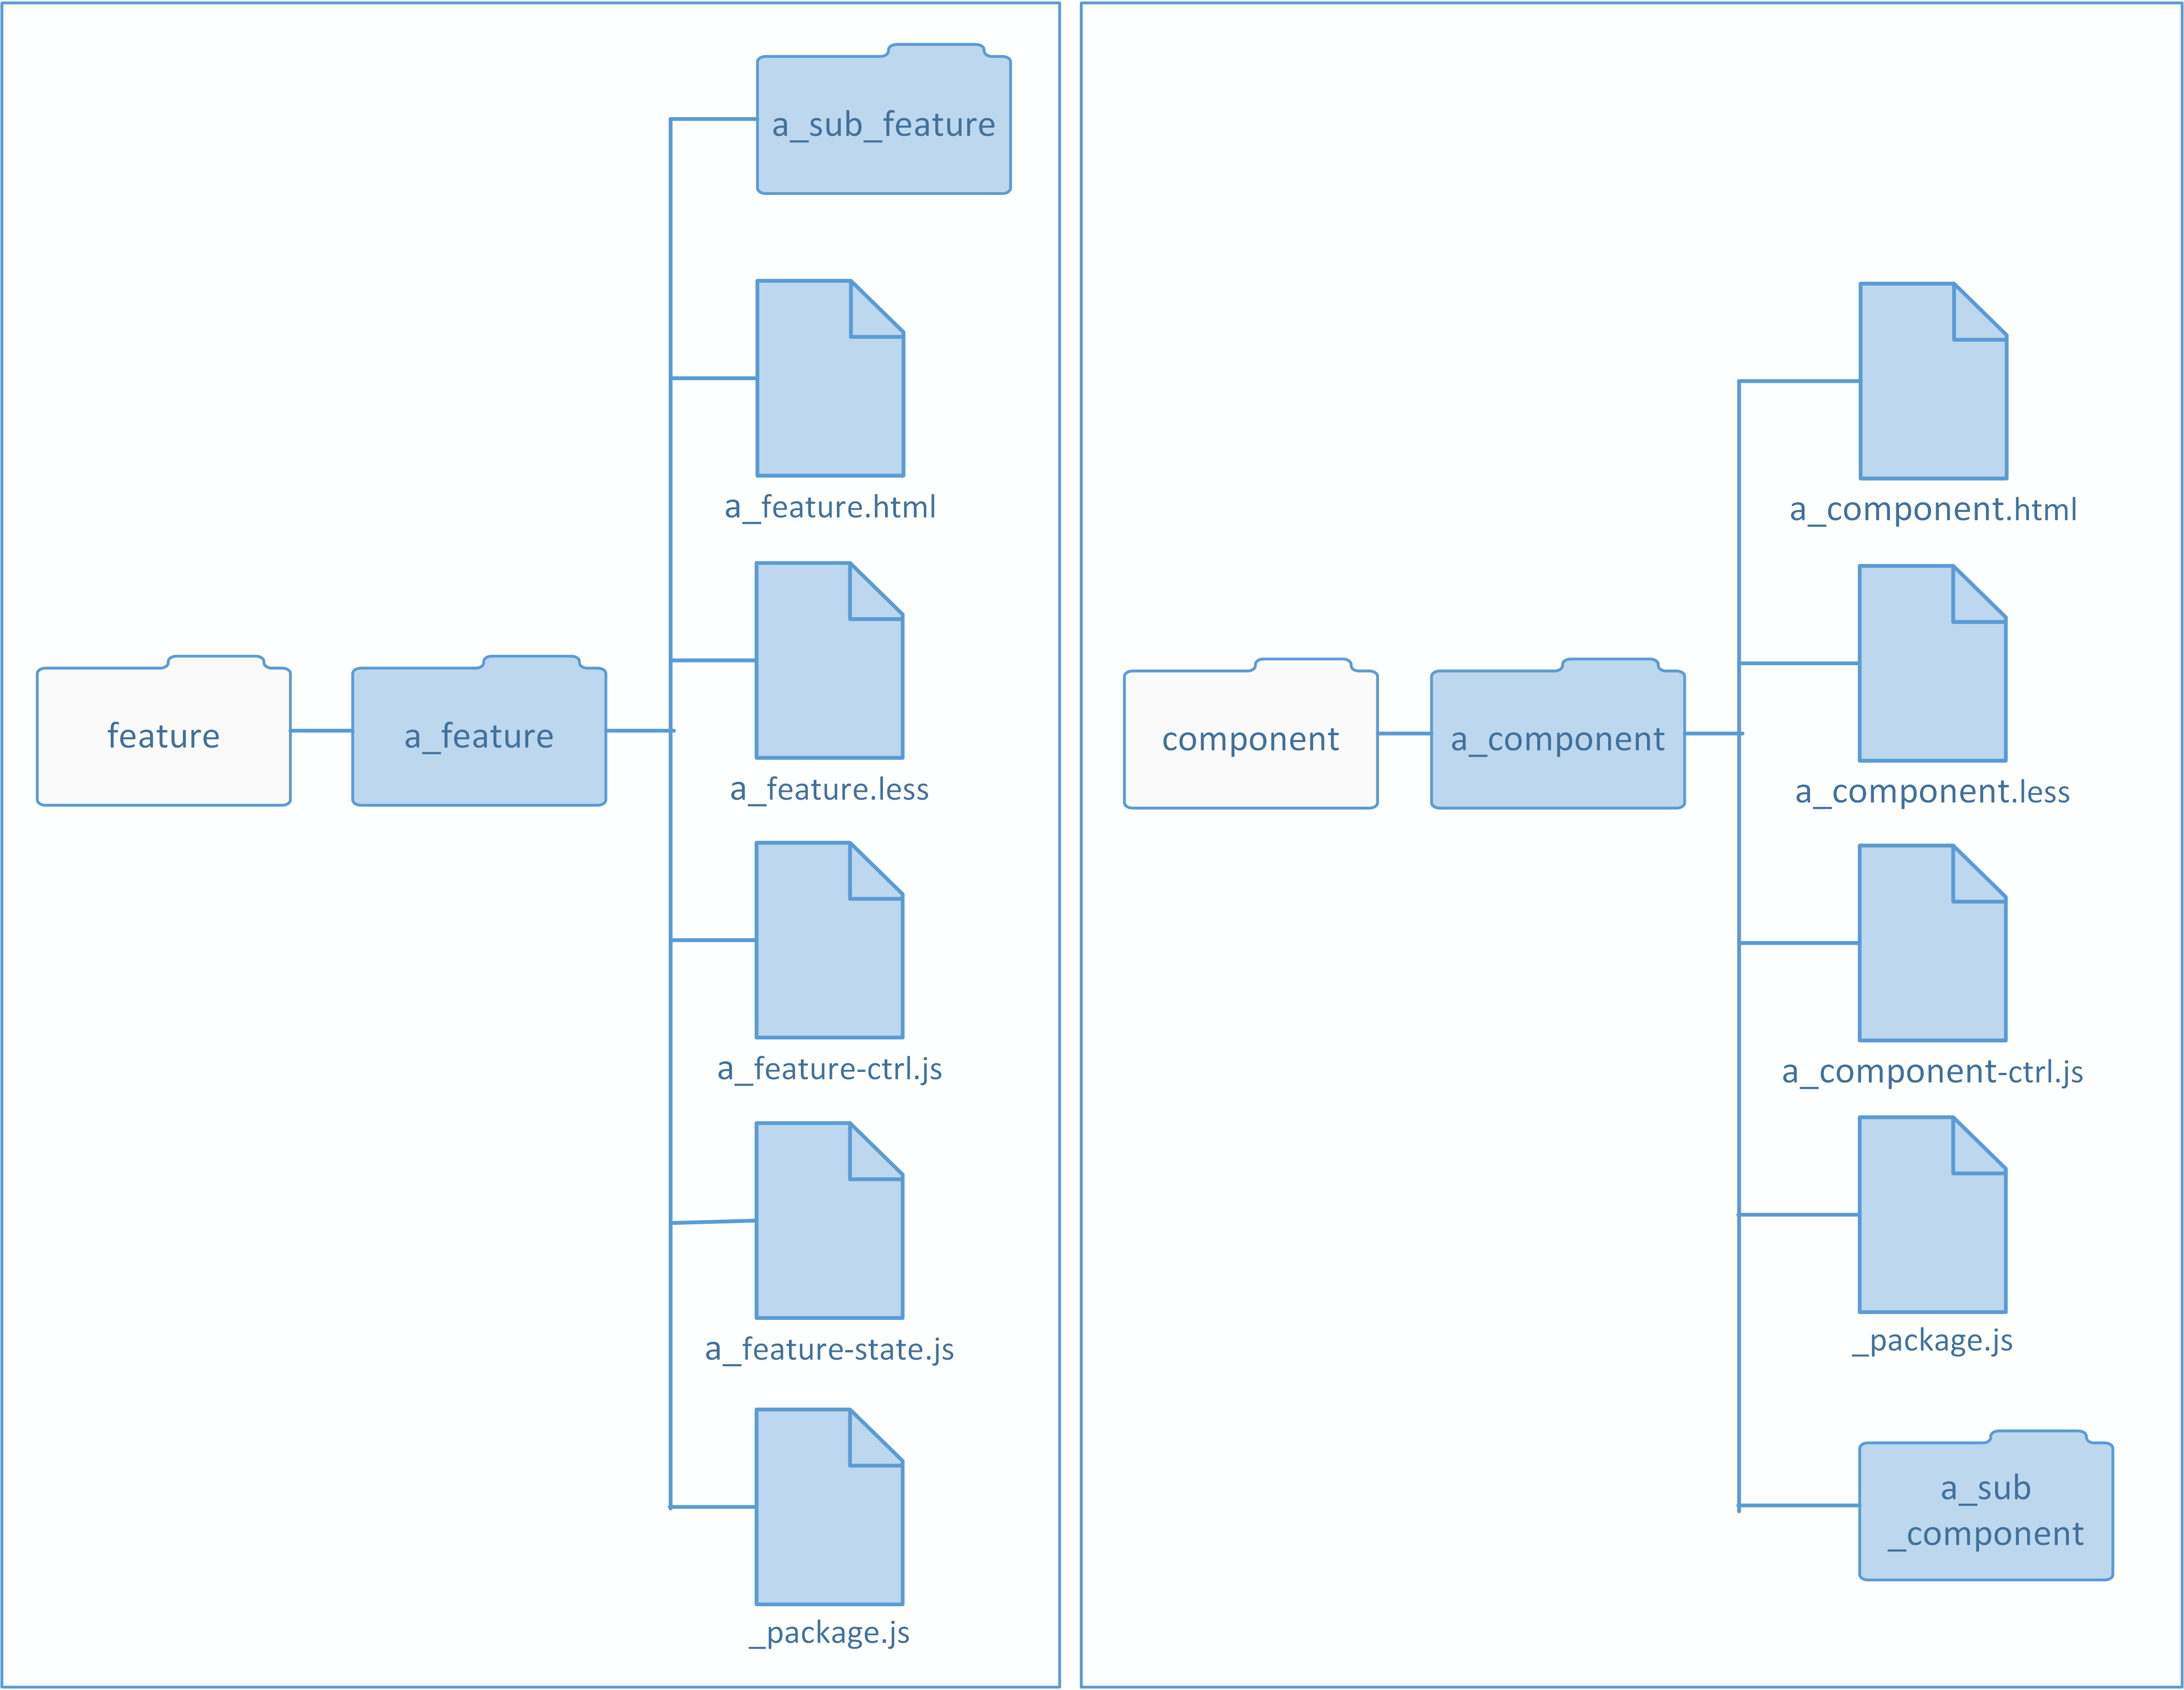 a_sub_feature
a_feature.html
a_feature.less
feature
a_feature
a_feature-ctrl.js
a_feature-state.js
_package.js
a_component.html
component
a_component
a_component.less
a_component-ctrl.js
_package.js
a_sub
_component